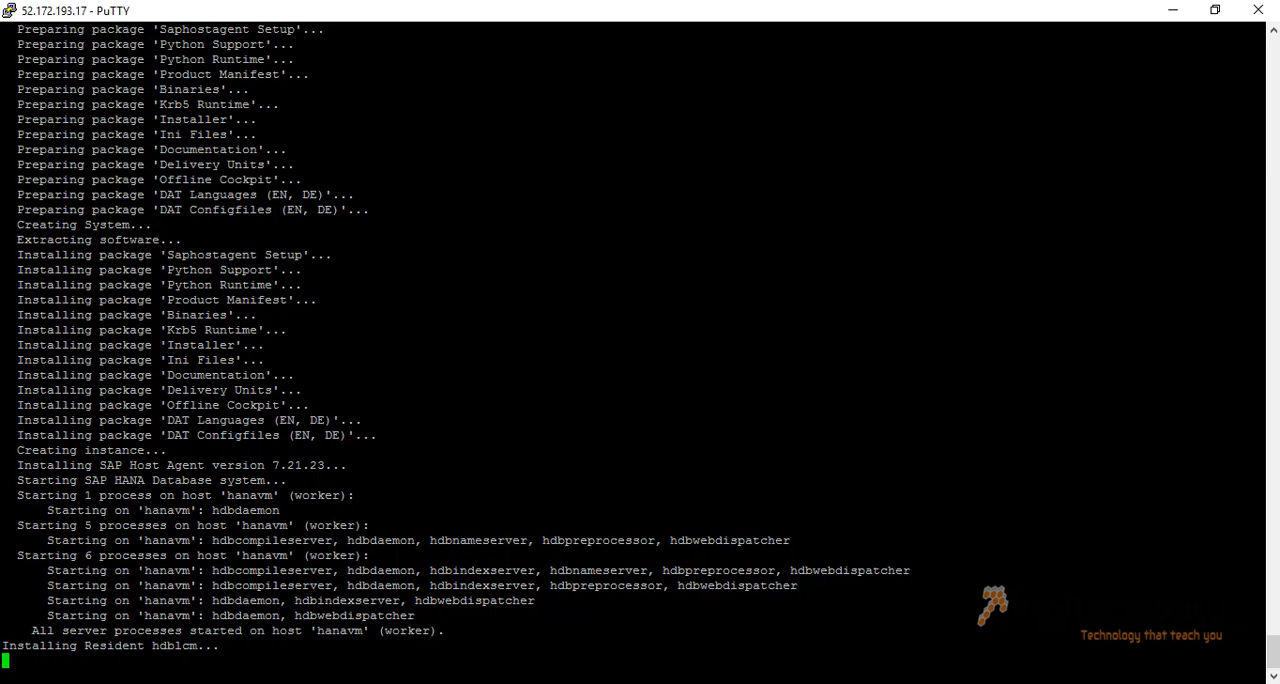 52.172.193.17 - PuTTY
Preparing package 'Saphostagent Setup'...
Preparing package 'Python Support'...
Preparing package 'Python Runtime'...
Preparing package 'Product Manifest'...
Preparing package 'Binaries'...
Preparing package 'Krb5 Runtime'...
Preparing package 'Installer'...
Preparing package 'Ini Files'...
Preparing package 'Documentation'...
Preparing package 'Delivery Units'...
Preparing package 'Offline Cockpit'...
Preparing package 'DAT Languages (EN, DE)'...
Preparing package 'DAT Configfiles (EN, DE)'...
Creating System...
Extracting software...
Installing package 'Saphostagent Setup'...
Installing package 'Python Support'...
Installing package 'Python Runtime'...
Installing package 'Product Manifest'...
Installing package 'Binaries'...
Installing package 'Krb5 Runtime'...
Installing package 'Installer'...
Installing package 'Ini Files'...
Installing package 'Documentation'...
Installing package 'Delivery Units'...
Installing package 'Offline Cockpit'...
Installing package 'DAT Languages (EN, DE)'...
Installing package 'DAT Configfiles (EN, DE)'...
Creating instance...
Installing SAP Host Agent version 7.21.23...
Starting SAP HANA Database system...
Starting 1 process on host 'hanavm' (worker):
Starting on 'hanavm': hdbdaemon
Starting 5 processes on host 'hanavm' (worker):
Starting on 'hanavm': hdbcompileserver, hdbdaemon, hdbnameserver, hdbpreprocessor, hdbwebdispatcher
Starting 6 processes on host 'hanavm' (worker):
Starting on 'hanavm': hdbcompileserver, hdbdaemon, hdbindexserver, hdbnameserver, hdbpreprocessor, hdbwebdispatcher
Starting on 'hanavm': hdbcompileserver, hdbdaemon, hdbindexserver, hdbpreprocessor, hdbwebdispatcher
Starting on 'hanavm': hdbdaemon, hdbindexserver, hdbwebdispatcher
Starting on 'hanavm': hdbdaemon, hdbwebdispatcher
All server processes started on host 'hanavm' (worker).
Installing Resident hdblcm...
Technology that teach you